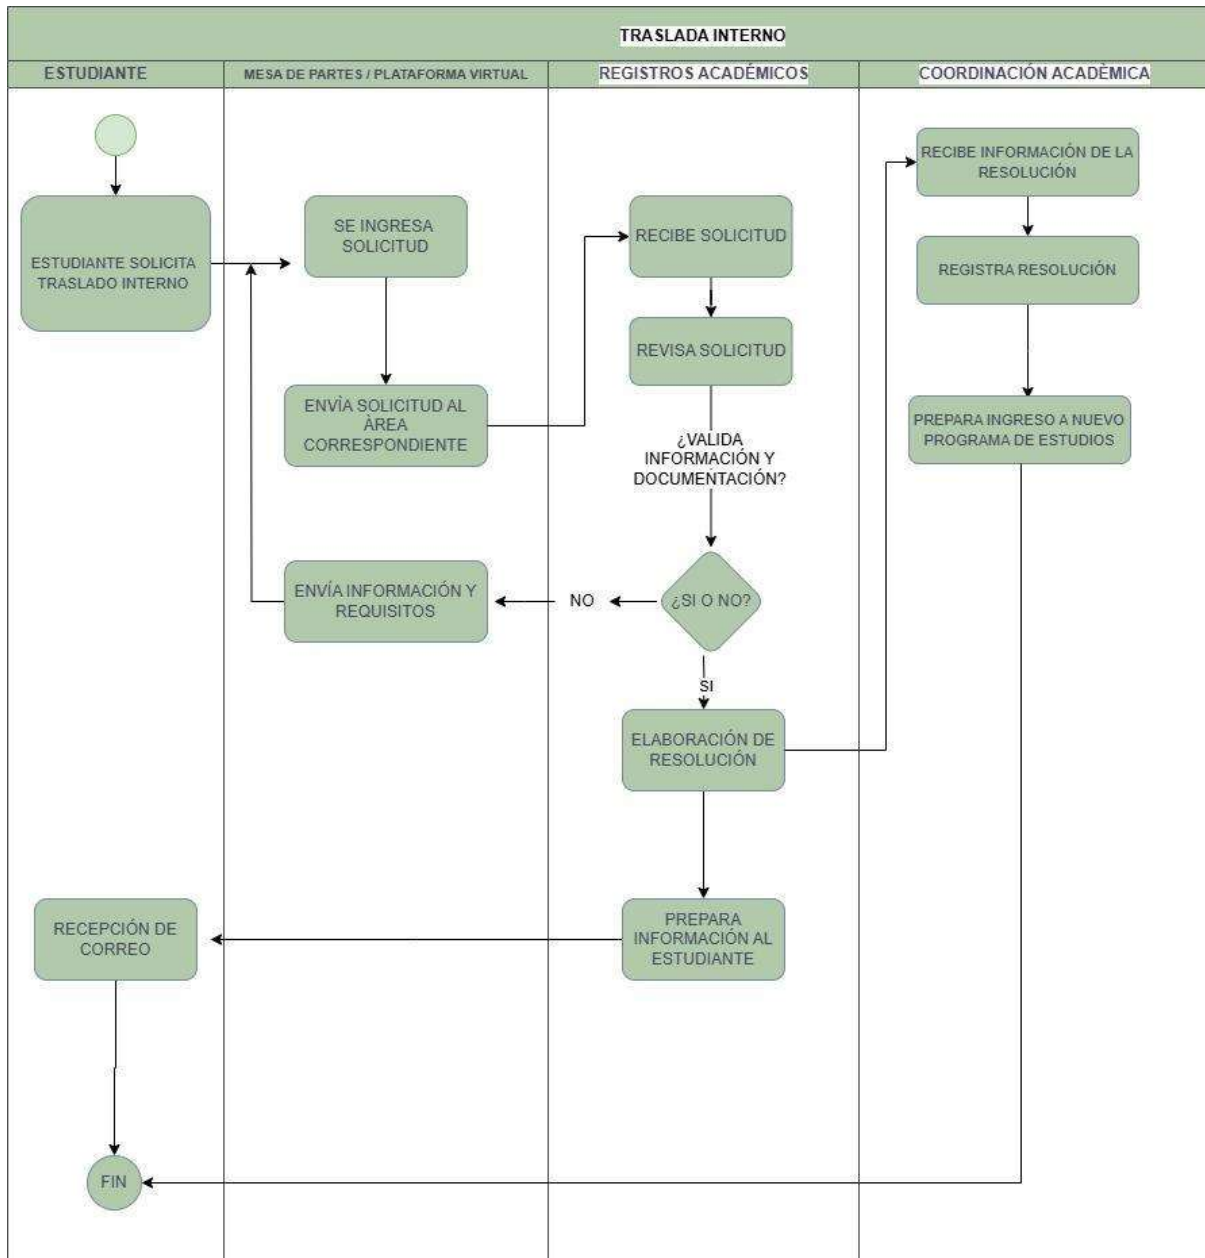 TRASLADA INTERNO
ESTUDIANTE
MESA DE PARTES / PLATAFORMA VIRTUAL
REGISTROS ACADÉMICOS
COORDINACIÓN ACADÈMICA
ESTUDIANTE SOLICITA
TRASLADO INTERNO
SE INGRESA
SOLICITUD
ENVÌA SOLICITUD AL
ÀREA
CORRESPONDIENTE
RECIBE SOLICITUD
REVISA SOLICITUD
¿VALIDA
INFORMACIÓN Y
DOCUMENTACIÓN?
¿SI O NO?
NO
ENVÍA INFORMACIÓN Y
REQUISITOS
SI
ELABORACIÓN DE
RESOLUCIÓN
RECIBE INFORMACIÓN DE LA
RESOLUCIÓN
REGISTRA RESOLUCIÓN
PREPARA INGRESO A NUEVO
PROGRAMA DE ESTUDIOS
PREPARA
INFORMACIÓN AL
ESTUDIANTE
RECEPCIÓN DE
CORREO
FIN